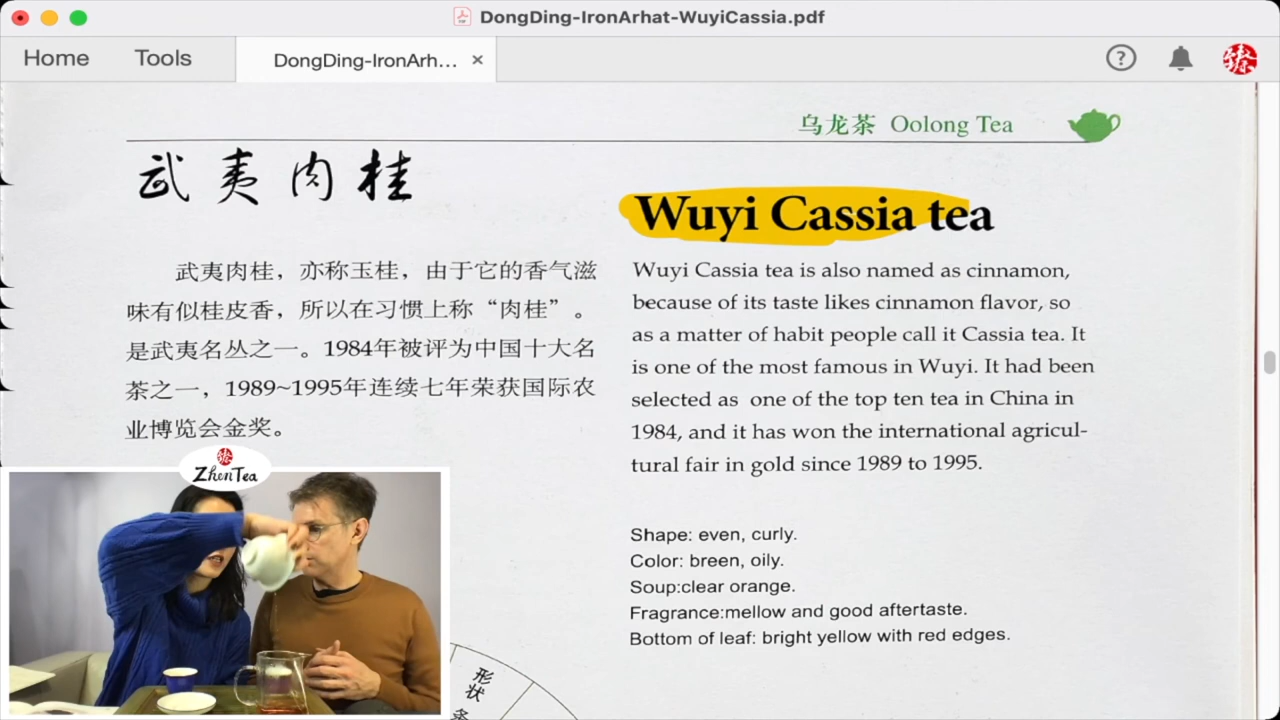 DongDing-IronArhat-WuyiCassia.pdf
Home
Tools
DongDing-IronArh...
乌龙茶 Oolong Tea
武夷肉桂
Wuyi Cassia tea
武夷肉桂，亦称玉桂，由于它的香气滋
味有似桂皮香，所以在习惯上称“肉桂”。
是武夷名丛之一。1984年被评为中国十大名
茶之一，1989~1995年连续七年荣获国际农
业博览会金奖。
Wuyi Cassia tea is also named as cinnamon,
because of its taste likes cinnamon flavor, so
as a matter of habit people call it Cassia tea. It
is one of the most famous in Wuyi. It had been
selected as one of the top ten tea in China in
1984, and it has won the international agricul-
tural fair in gold since 1989 to 1995.
Shape: even, curly.
Color: breen, oily.
Soup:clear orange.
Fragrance:mellow and good aftertaste.
Bottom of leaf: bright yellow with red edges.
ZhenTea
形状